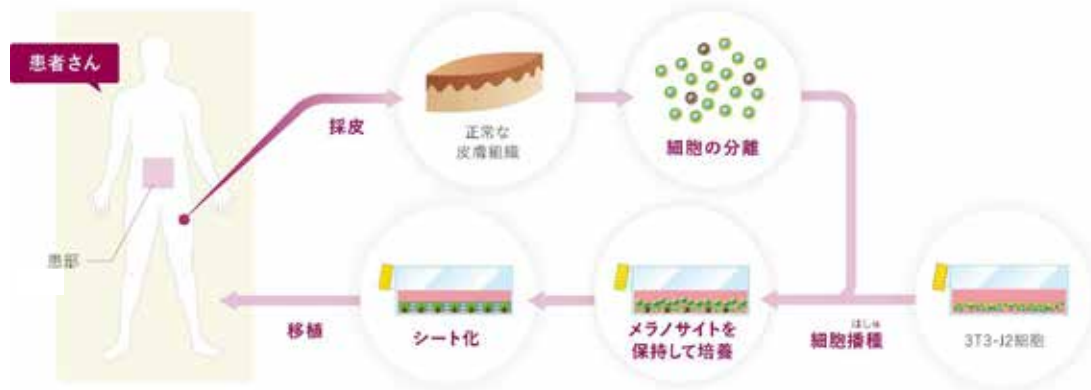 患者さん
採皮
正常な
皮膚組織
細胞の分離
患部
移植
シート化
メラノサイトを
保持して培養
はしゅ
細胞播種
3T3-J2細胞